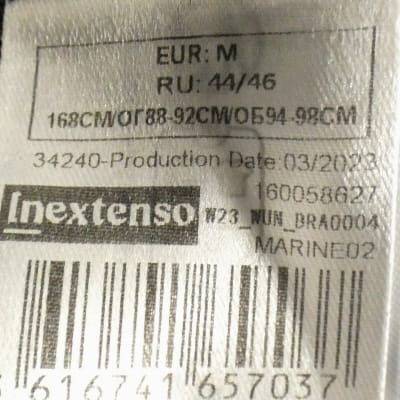 EUR: M
RU: 44/46
168СМ/ОГ88-92СМ/ОБ94-98СМ
34240-Production Date:03/2023
160058627
Inextenso W23_WUN_BRA0004
MARINE02
616741 657037